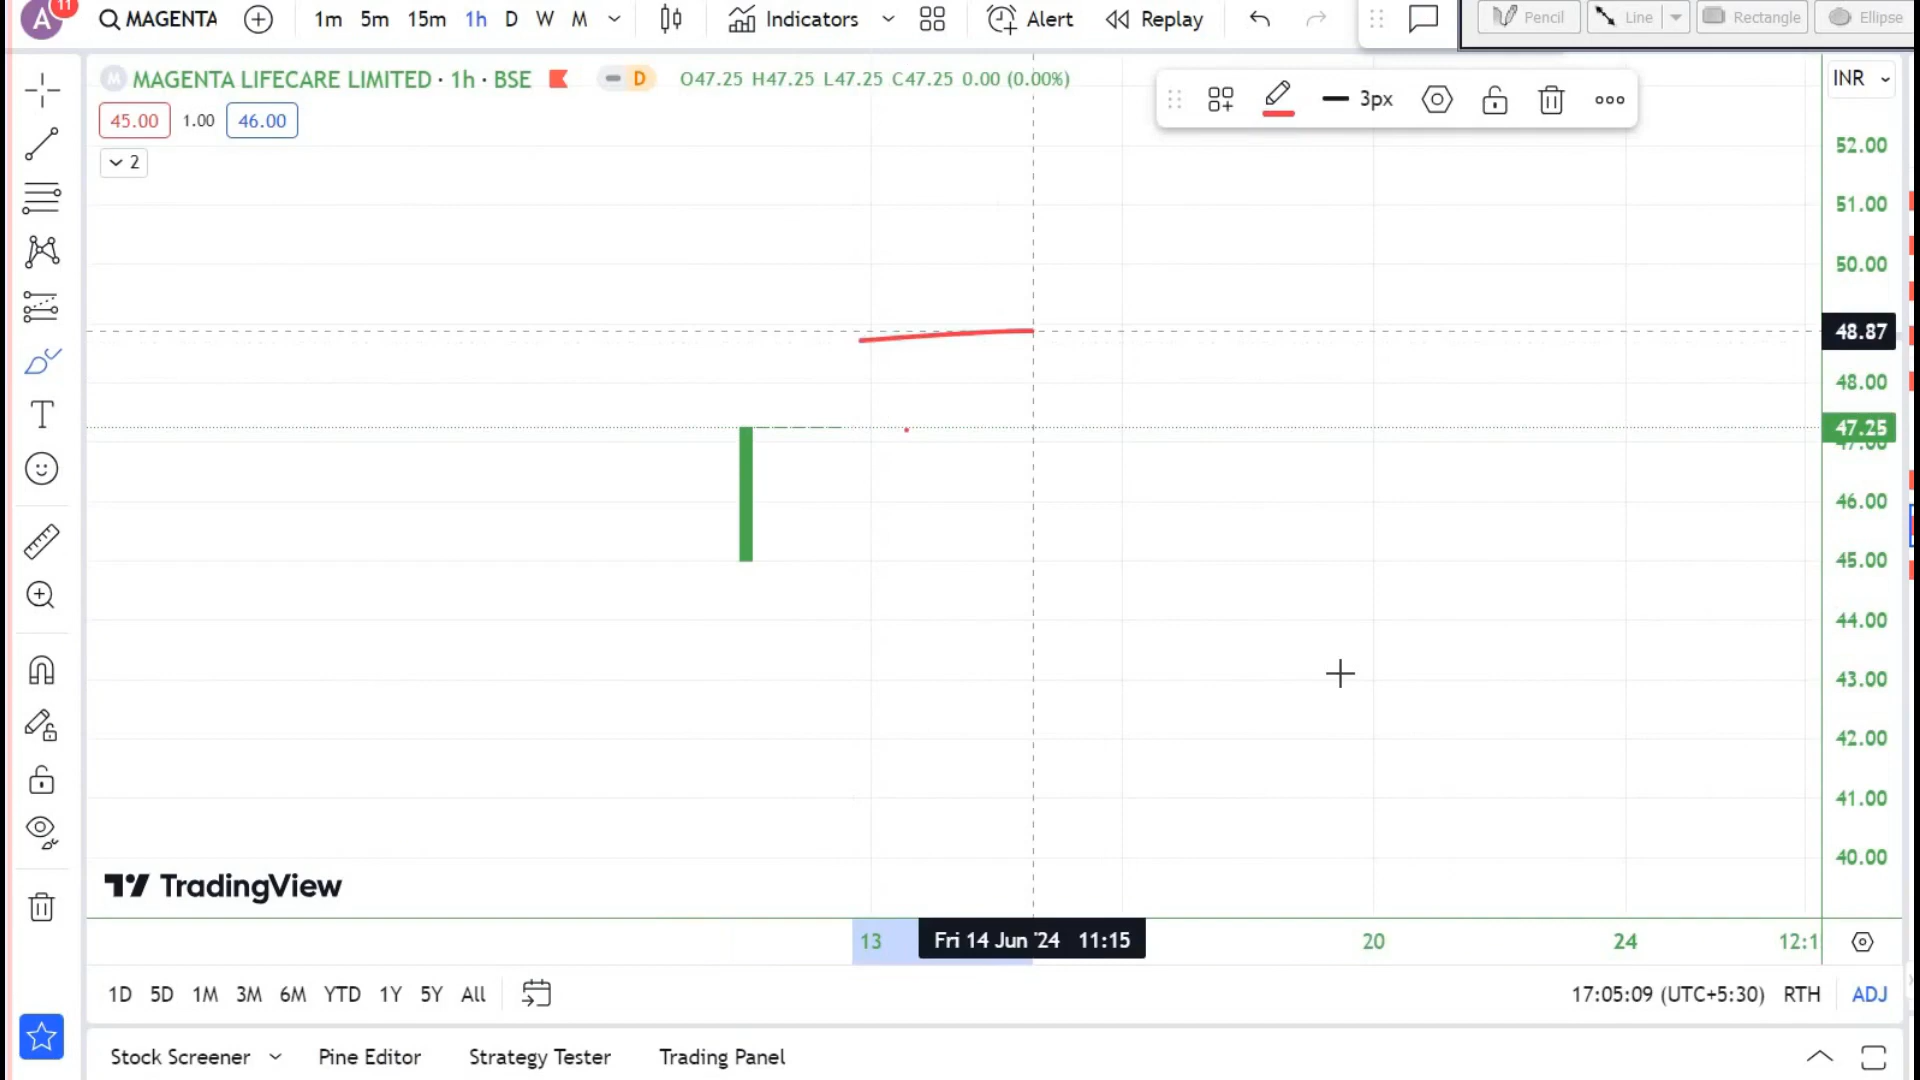 A 11 MAGENTA 1m 5m 15m 1h D W M Indicators Alert Replay Pencil Line Rectangle Ellipse
M MAGENTA LIFECARE LIMITED · 1h · BSE D O47.25 H47.25 L47.25 C47.25 0.00 (0.00%) INR
3px
45.00 1.00 46.00
2
52.00
51.00
50.00
48.87
48.00
47.25
47.00
46.00
45.00
44.00
43.00
42.00
41.00
40.00
TradingView
13 Fri 14 Jun '24 11:15 20 24 12:1
1D 5D 1M 3M 6M YTD 1Y 5Y All 17:05:09 (UTC+5:30) RTH ADJ
Stock Screener Pine Editor Strategy Tester Trading Panel